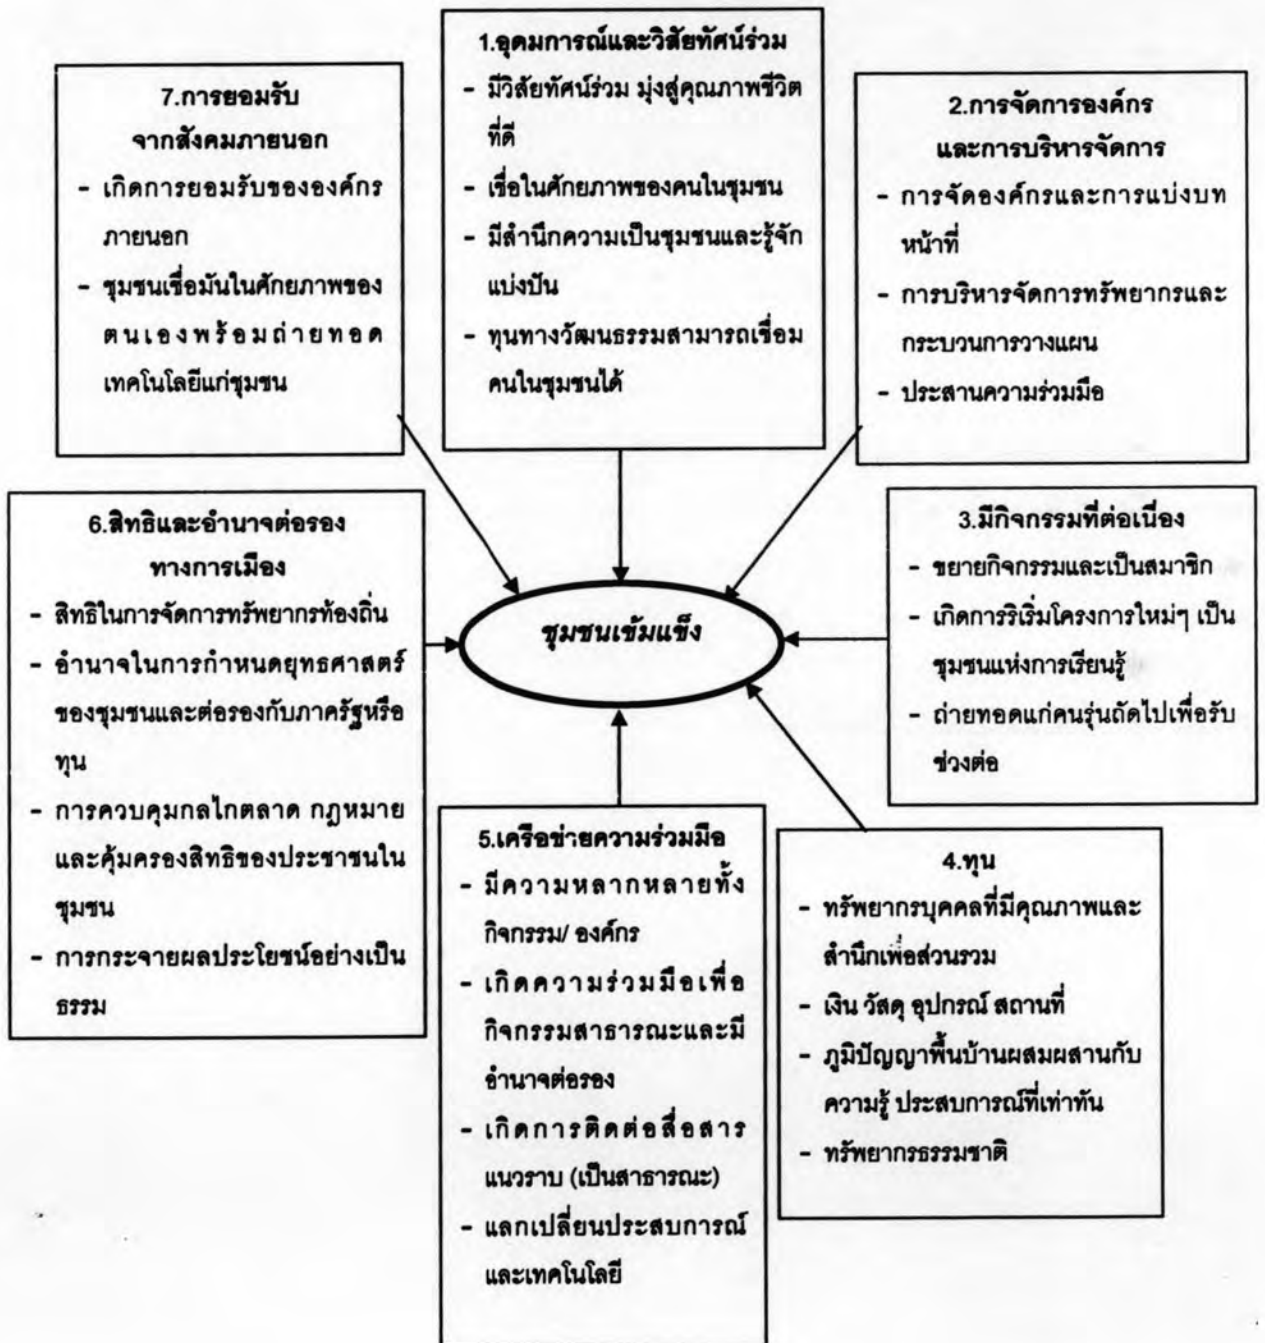 1.อุดมการณ์และวิสัยทัศน์ร่วม
- มีวิสัยทัศน์ร่วม มุ่งสู่คุณภาพชีวิต
ที่ดี
- เชื่อในศักยภาพของคนในชุมชน
- มีสำนึกความเป็นชุมชนและรู้จัก
แบ่งปัน
- ทุนทางวัฒนธรรมสามารถเชื่อม
คนในชุมชนได้
2.การจัดการองค์กร
และการบริหารจัดการ
- การจัดองค์กรและการแบ่งบท
หน้าที่
- การบริหารจัดการทรัพยากรและ
กระบวนการวางแผน
- ประสานความร่วมมือ
3.มีกิจกรรมที่ต่อเนื่อง
- ขยายกิจกรรมและเป็นสมาชิก
- เกิดการริเริ่มโครงการใหม่ๆ เป็น
ชุมชนแห่งการเรียนรู้
- ถ่ายทอดแก่คนรุ่นถัดไปเพื่อรับ
ช่วงต่อ
4.ทุน
- ทรัพยากรบุคคลที่มีคุณภาพและ
สำนึกเพื่อส่วนรวม
- เงิน วัสดุ อุปกรณ์ สถานที่
- ภูมิปัญญาพื้นบ้านผสมผสานกับ
ความรู้ ประสบการณ์ที่เท่าทัน
- ทรัพยากรธรรมชาติ
5.เครือข่ายความร่วมมือ
- มีความหลากหลายทั้ง
กิจกรรม/ องค์กร
- เกิดความร่วมมือเพื่อ
กิจกรรมสาธารณะและมี
อำนาจต่อรอง
- เกิดการติดต่อสื่อสาร
แนวราบ (เป็นสาธารณะ)
- แลกเปลี่ยนประสบการณ์
และเทคโนโลยี
6.สิทธิและอำนาจต่อรอง
ทางการเมือง
- สิทธิในการจัดการทรัพยากรท้องถิ่น
- อำนาจในการกำหนดยุทธศาสตร์
ของชุมชนและต่อรองกับภาครัฐหรือ
ทุน
- การควบคุมกลไกตลาด กฎหมาย
และคุ้มครองสิทธิของประชาชนใน
ชุมชน
- การกระจายผลประโยชน์อย่างเป็น
ธรรม
7.การยอมรับ
จากสังคมภายนอก
- เกิดการยอมรับขององค์กร
ภายนอก
- ชุมชนเชื่อมันในศักยภาพของ
ตนเองพร้อมถ่ายทอด
เทคโนโลยีแก่ชุมชน
ชุมชนเข้มแข็ง